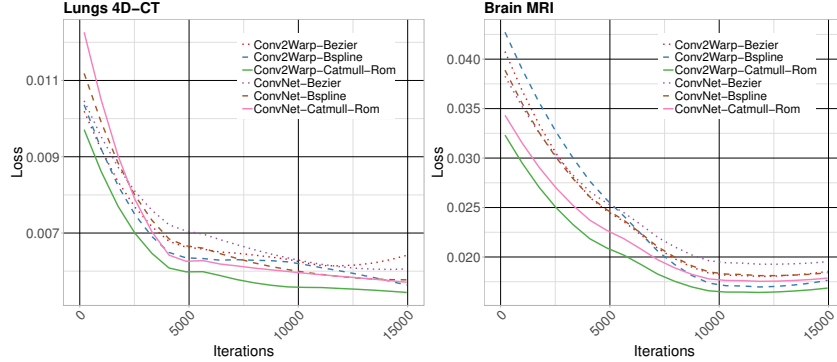 Lungs 4D-CT
Conv2Warp-Bezier
Conv2Warp-Bspline
Conv2Warp-Catmull-Rom
ConvNet-Bezier
ConvNet-Bspline
ConvNet-Catmull-Rom
0.011
0.009
0.007
Loss
0
5000
10000
15000
Iterations
Brain MRI
Conv2Warp-Bezier
Conv2Warp-Bspline
Conv2Warp-Catmull-Rom
ConvNet-Bezier
ConvNet-Bspline
ConvNet-Catmull-Rom
0.040
0.035
0.030
0.025
0.020
Loss
0
5000
10000
15000
Iterations